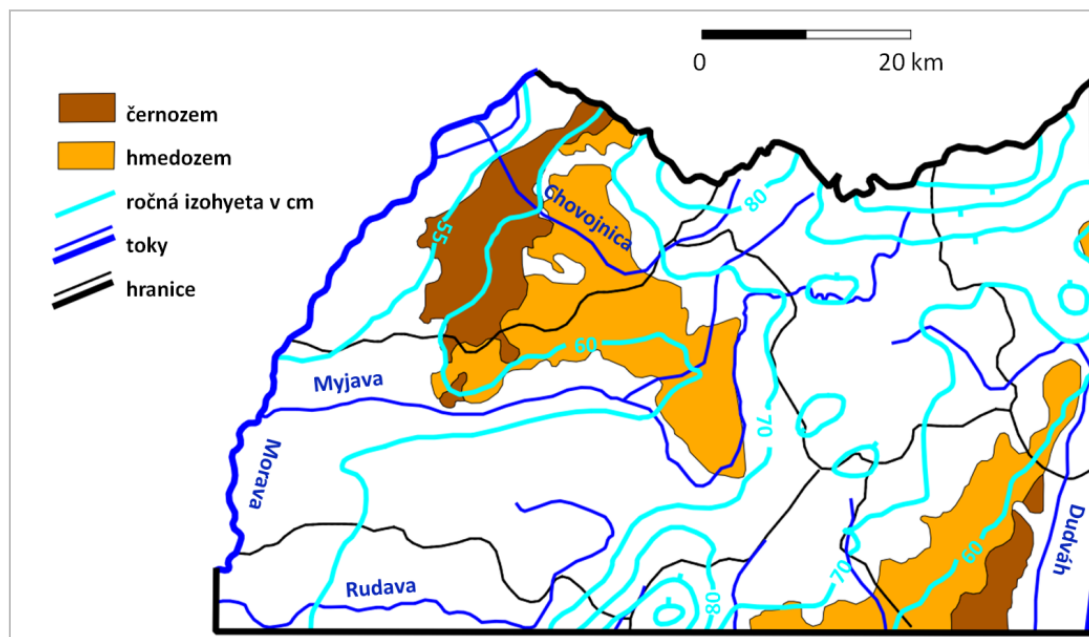 0
20 km
černozem
hmedozem
ročná izohyeta v cm
toky
hranice
Chovojnica
80
55
60
Myjava
70
Morava
60
Dudváh
70
Rudava
80